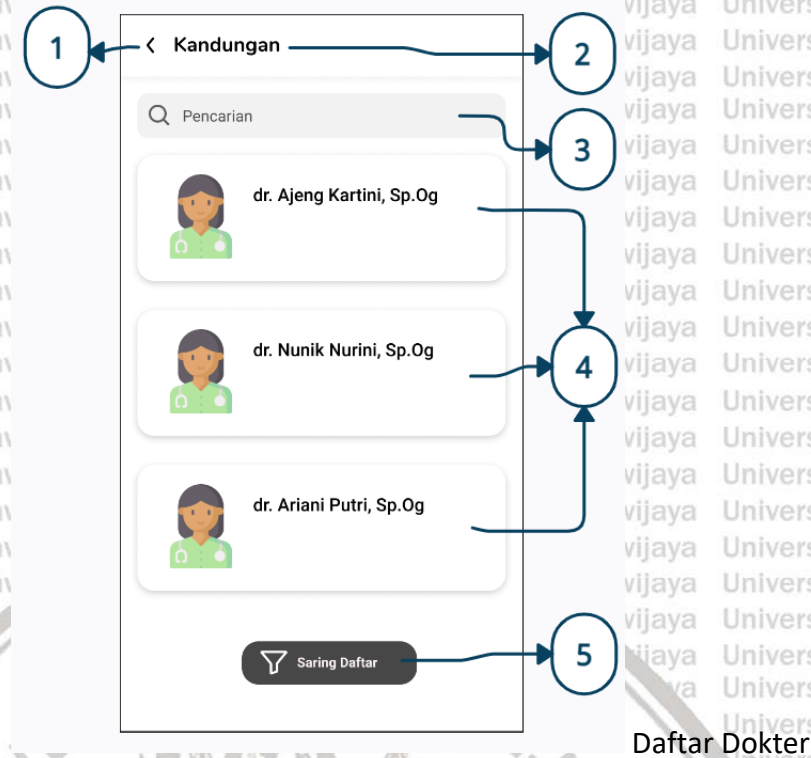 1
Kandungan
2
Pencarian
3
dr. Ajeng Kartini, Sp.Og
dr. Nunik Nurini, Sp.Og
4
dr. Ariani Putri, Sp.Og
Saring Daftar
5
Daftar Dokter